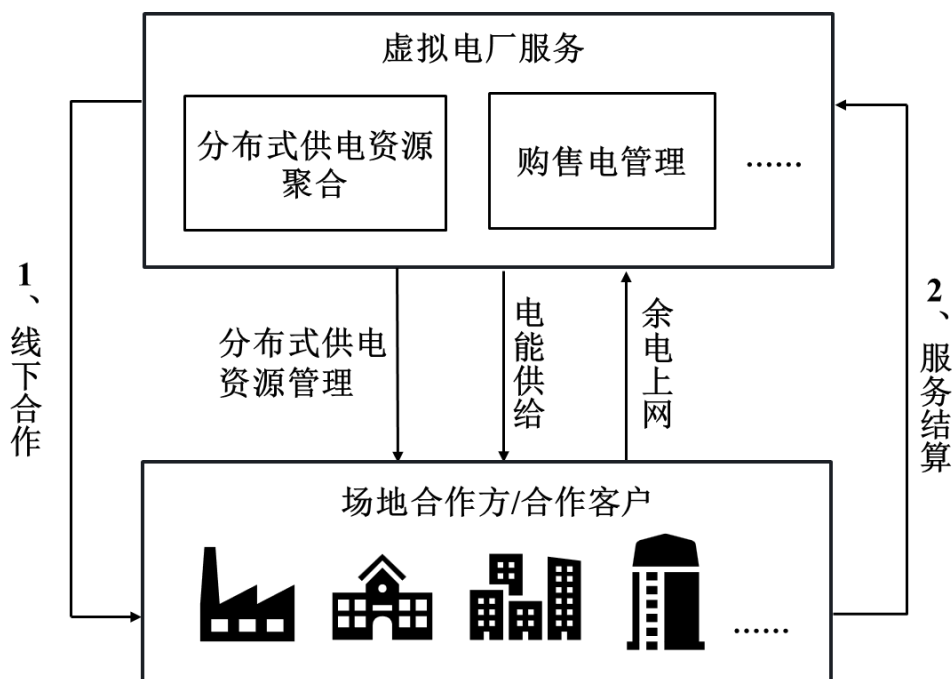 虚拟电厂服务
分布式供电资源
聚合
购售电管理
……
1、线下合作
分布式供电
资源管理
电能供给
余电上网
2、服务结算
场地合作方/合作客户
……